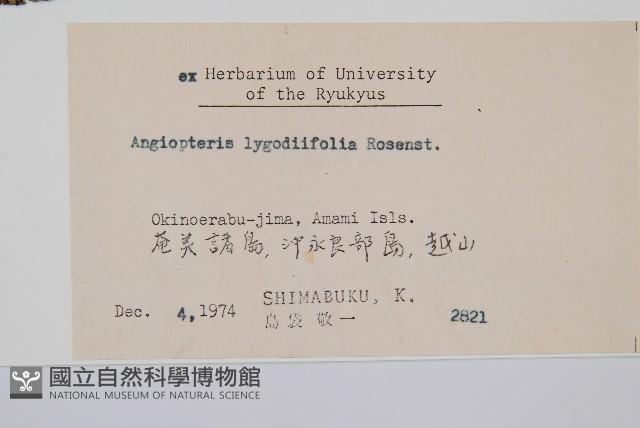 ex Herbarium of University
of the Ryukyus
Angiopteris lygodiifolia Rosenst.
Okinoerabu-jima, Amami Isls.
奄美諸島, 沖永良部島, 越山
SHIMABUKU, K.
Dec. 4, 1974
島袋 敬一
2821
國立自然科學博物館
NATIONAL MUSEUM OF NATURAL SCIENCE